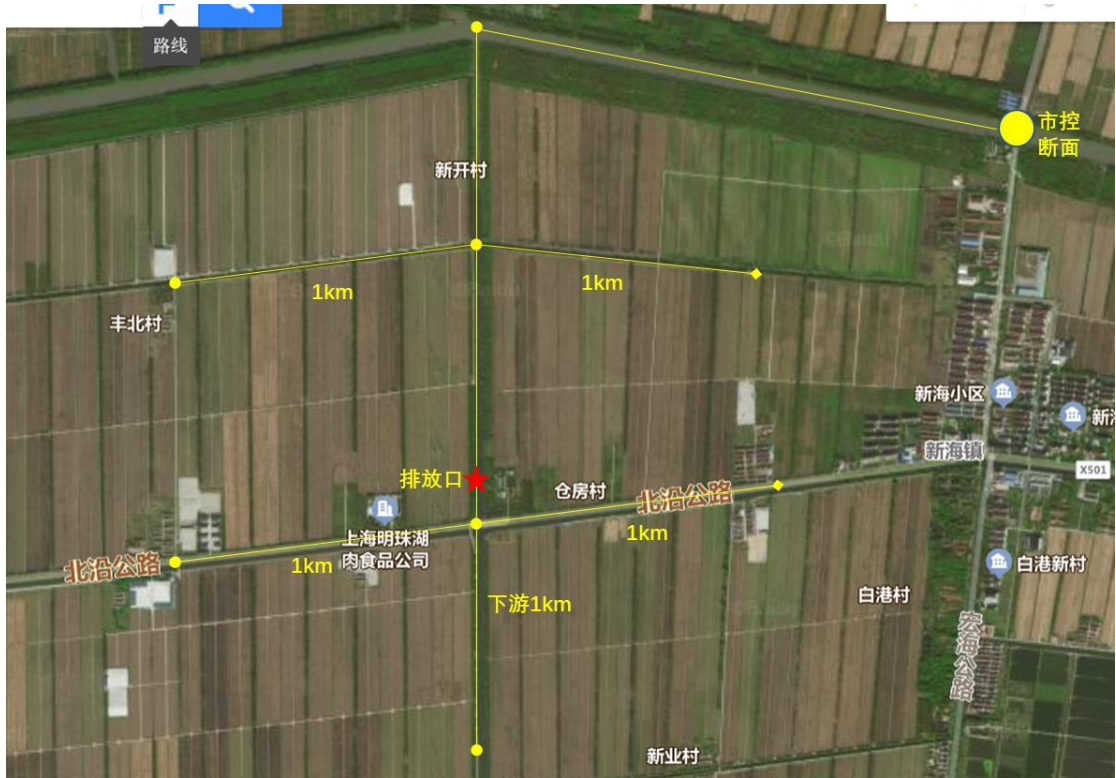 路线
市控
断面
新开村
1km
1km
丰北村
新海小区
新海镇
X501
排放口
仓房村
北沿公路
上海明珠湖
肉食品公司
1km
1km
北沿公路
白港新村
下游1km
白港村
宏海公路
新业村